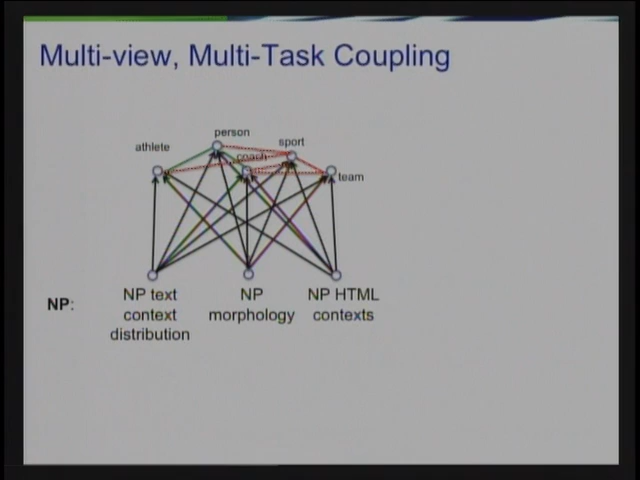 Multi-view, Multi-Task Coupling
person
athlete
sport
coach
team
NP:
NP text
context
distribution
NP
morphology
NP HTML
contexts